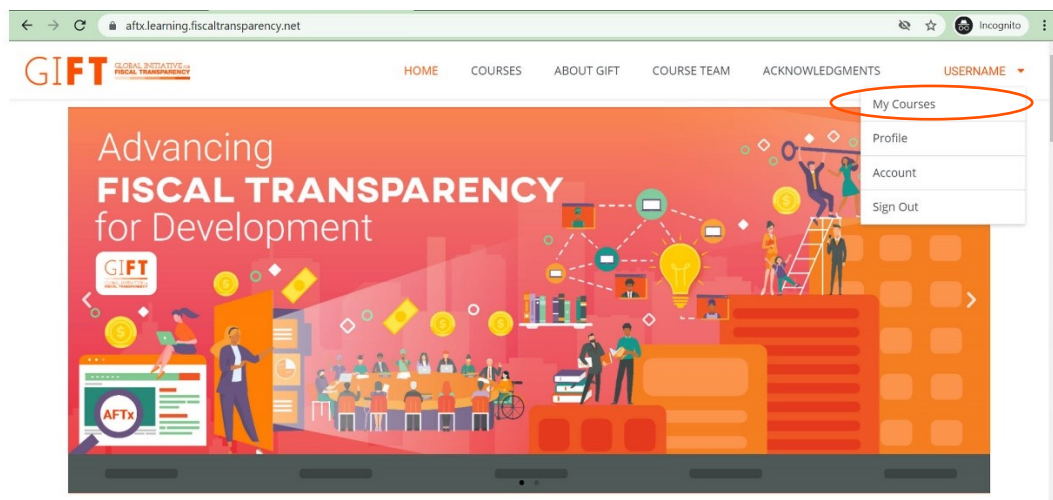 aftx.learning.fiscaltransparency.net
Incognito
GIFT GLOBAL INITIATIVE FOR
FISCAL TRANSPARENCY
HOME COURSES ABOUT GIFT COURSE TEAM ACKNOWLEDGMENTS USERNAME
My Courses
Profile
Account
Sign Out
Advancing
FISCAL TRANSPARENCY
for Development
GIFT
AFTx